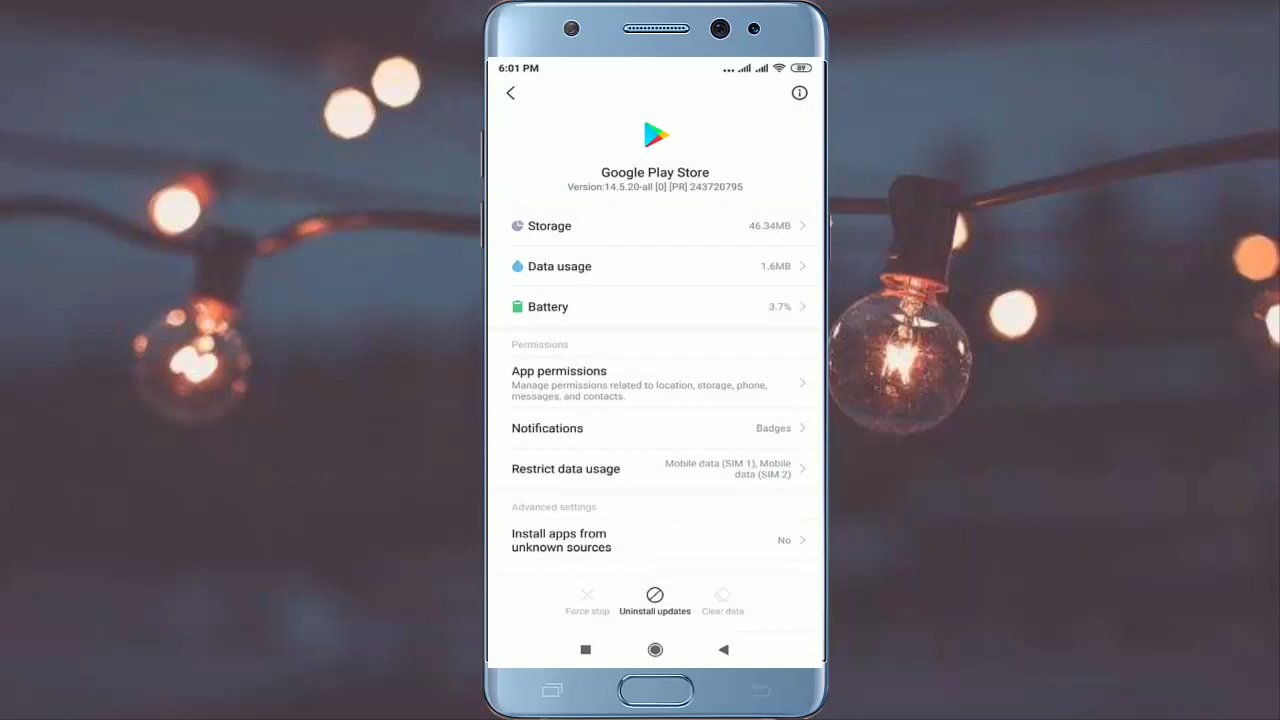 6:01 PM
89
Google Play Store
Version:14.5.20-all [0] [PR] 243720795
Storage 46.34MB
Data usage 1.6MB
Battery 3.7%
Permissions
App permissions
Manage permissions related to location, storage, phone,
messages, and contacts.
Notifications Badges
Restrict data usage Mobile data (SIM 1), Mobile
data (SIM 2)
Advanced settings
Install apps from
unknown sources No
Force stop Uninstall updates Clear data